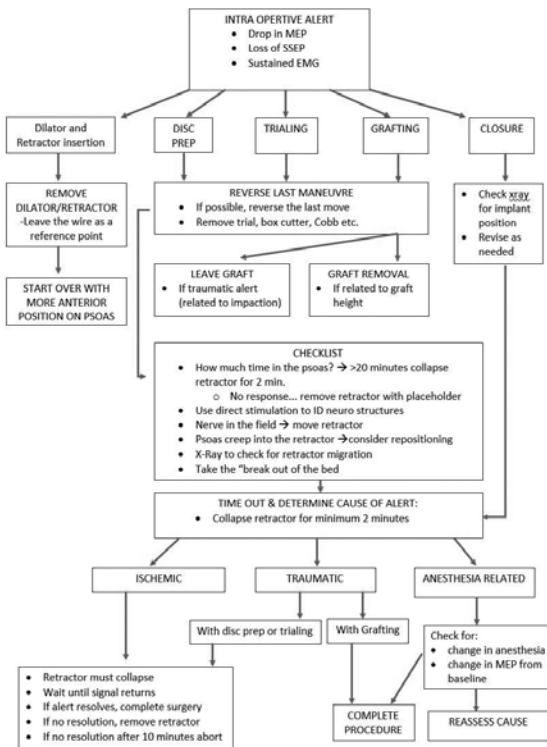 INTRA OPERTIVE ALERT
• Drop in MEP
• Loss of SSEP
• Sustained EMG
Dilator and
Retractor insertion
DISC
PREP
TRIALING
GRAFTING
CLOSURE
REMOVE
DILATOR/RETRACTOR
-Leave the wire as a
reference point
REVERSE LAST MANEUVRE
• If possible, reverse the last move
• Remove trial, box cutter, Cobb etc.
• Check xray
for implant
position
• Revise as
needed
START OVER WITH
MORE ANTERIOR
POSITION ON PSOAS
LEAVE GRAFT
• If traumatic alert
(related to impaction)
GRAFT REMOVAL
• If related to graft
height
CHECKLIST
• How much time in the psoas? → >20 minutes collapse
retractor for 2 min.
o No response... remove retractor with placeholder
• Use direct stimulation to ID neuro structures
• Nerve in the field → move retractor
• Psoas creep into the retractor →consider repositioning
• X-Ray to check for retractor migration
• Take the "break out of the bed
TIME OUT & DETERMINE CAUSE OF ALERT:
• Collapse retractor for minimum 2 minutes
ISCHEMIC
TRAUMATIC
ANESTHESIA RELATED
With disc prep or trialing
With Grafting
Check for:
• change in anesthesia
• change in MEP from
baseline
• Retractor must collapse
• Wait until signal returns
• If alert resolves, complete surgery
• If no resolution, remove retractor
• If no resolution after 10 minutes abort
COMPLETE
PROCEDURE
REASSESS CAUSE